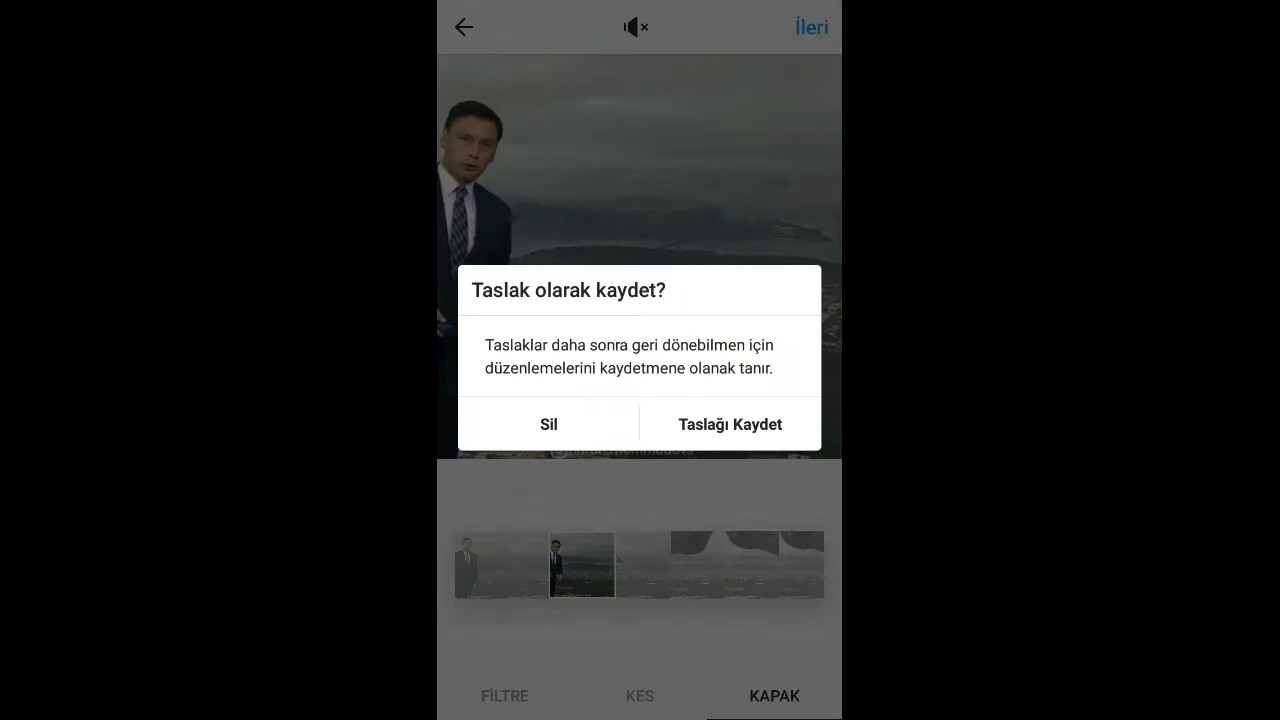 İleri
Taslak olarak kaydet?
Taslaklar daha sonra geri dönebilmen için
düzenlemelerini kaydetmene olanak tanır.
Sil
Taslağı Kaydet
FİLTRE
KES
KAPAK